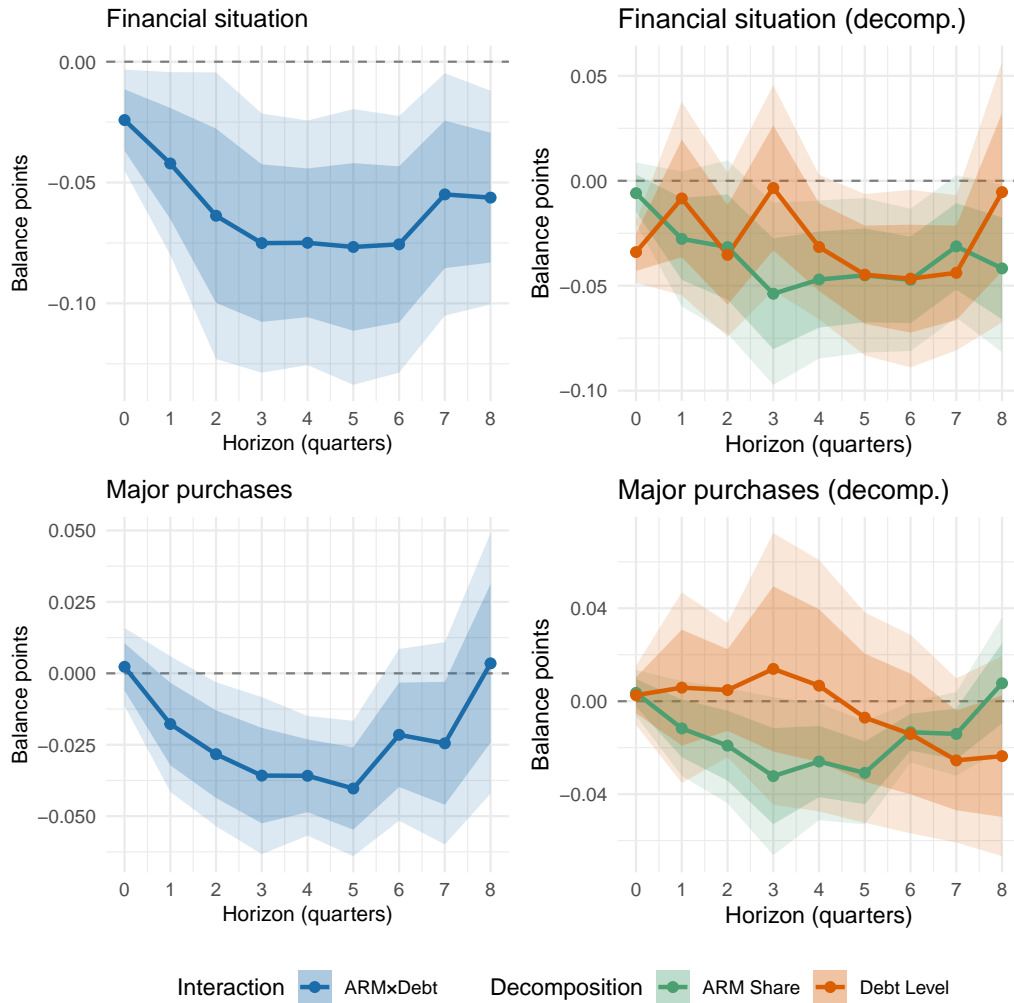 Financial situation
0.00
−0.05
−0.10
Balance points
0 1 2 3 4 5 6 7 8
Horizon (quarters)
Financial situation (decomp.)
0.05
0.00
−0.05
−0.10
Balance points
0 1 2 3 4 5 6 7 8
Horizon (quarters)
Major purchases
0.050
0.025
0.000
−0.025
−0.050
Balance points
0 1 2 3 4 5 6 7 8
Horizon (quarters)
Major purchases (decomp.)
0.04
0.00
−0.04
Balance points
0 1 2 3 4 5 6 7 8
Horizon (quarters)
Interaction ARM×Debt Decomposition ARM Share Debt Level